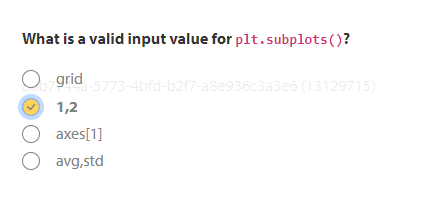 What is a valid input value for plt.subplots()?
grid
1,2
axes[1]
avg,std